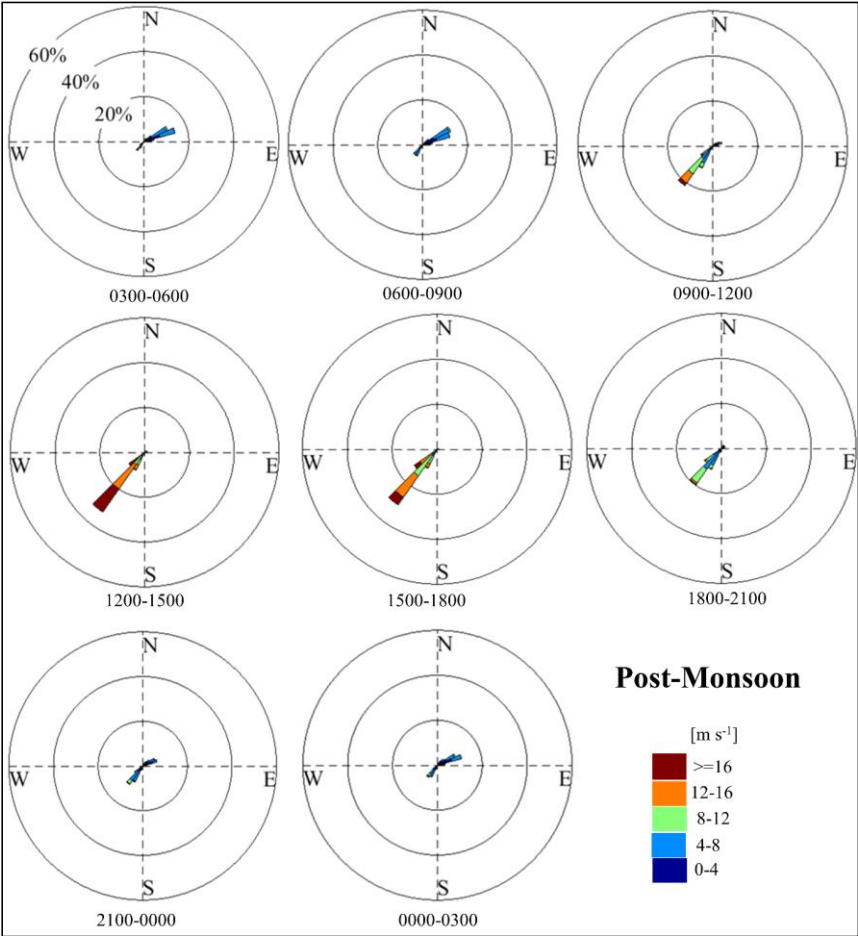 N N N
60%
40%
20%
W E W E W E
S S S
0300-0600 0600-0900 0900-1200
N N N
W E W E W E
S S S
1200-1500 1500-1800 1800-2100
N N
Post-Monsoon
[m s-1]
W E W E
>=16
12-16
8-12
4-8
0-4
S S
2100-0000 0000-0300